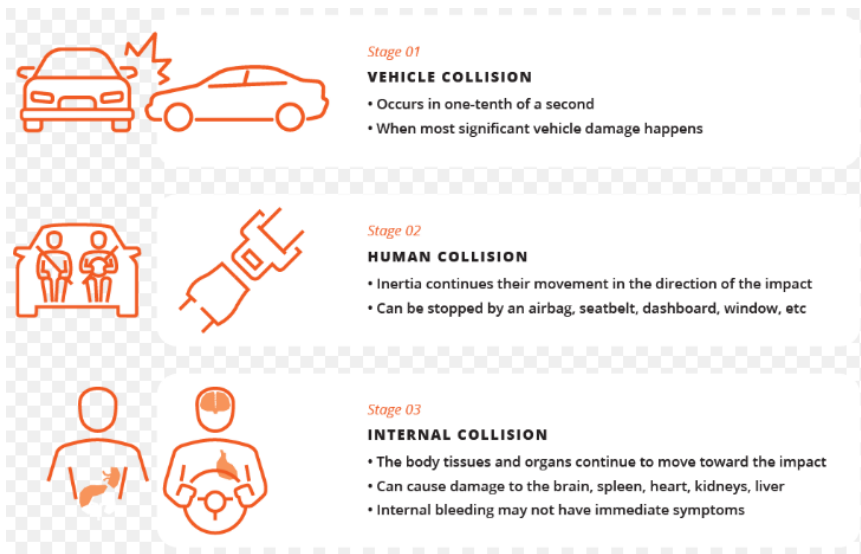 Stage 01
VEHICLE COLLISION
• Occurs in one-tenth of a second
• When most significant vehicle damage happens
Stage 02
HUMAN COLLISION
• Inertia continues their movement in the direction of the impact
• Can be stopped by an airbag, seatbelt, dashboard, window, etc
Stage 03
INTERNAL COLLISION
• The body tissues and organs continue to move toward the impact
• Can cause damage to the brain, spleen, heart, kidneys, liver
• Internal bleeding may not have immediate symptoms